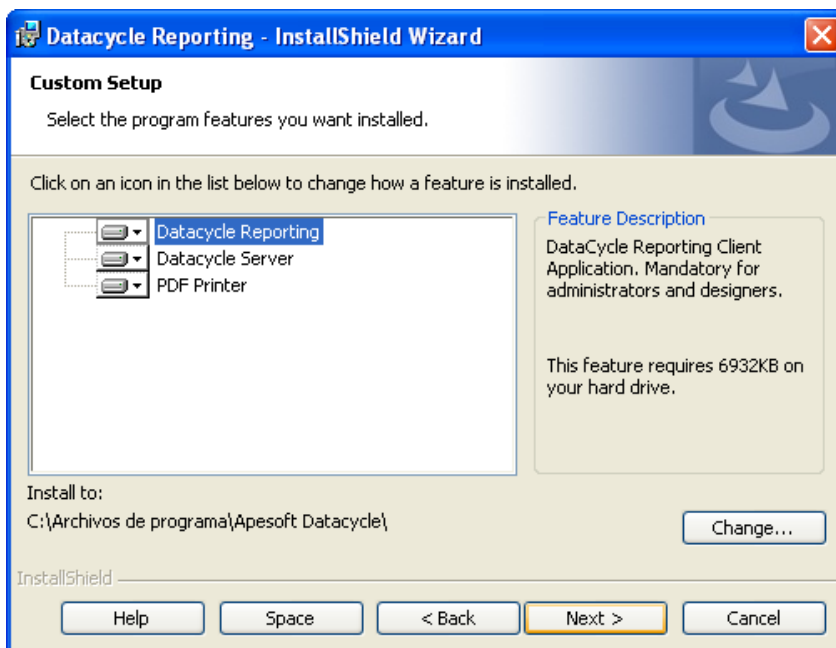 Datacycle Reporting - InstallShield Wizard
Custom Setup
Select the program features you want installed.
Click on an icon in the list below to change how a feature is installed.
Datacycle Reporting
Datacycle Server
PDF Printer
Feature Description
DataCycle Reporting Client
Application. Mandatory for
administrators and designers.
This feature requires 6932KB on
your hard drive.
Install to:
C:\Archivos de programa\Apesoft Datacycle\
Change...
InstallShield
Help
Space
< Back
Next >
Cancel